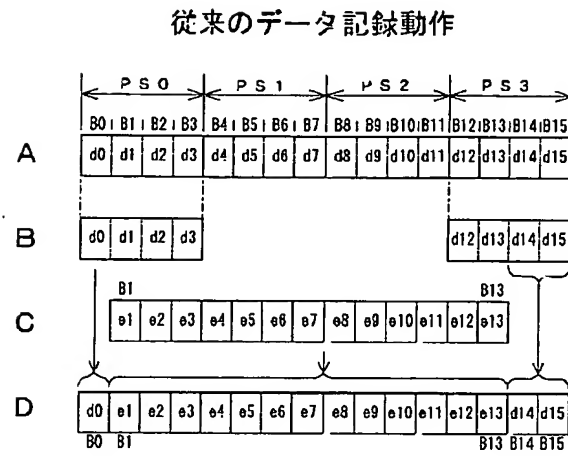 従来のデータ記録動作
PS0 PS1 PS2 PS3
B0 B1 B2 B3 B4 B5 B6 B7 B8 B9 B10 B11 B12 B13 B14 B15
A d0 d1 d2 d3 d4 d5 d6 d7 d8 d9 d10 d11 d12 d13 d14 d15
B d0 d1 d2 d3 d12 d13 d14 d15
B1 B13
C e1 e2 e3 e4 e5 e6 e7 e8 e9 e10 e11 e12 e13
D d0 e1 e2 e3 e4 e5 e6 e7 e8 e9 e10 e11 e12 e13 d14 d15
B0 B1 B13 B14 B15